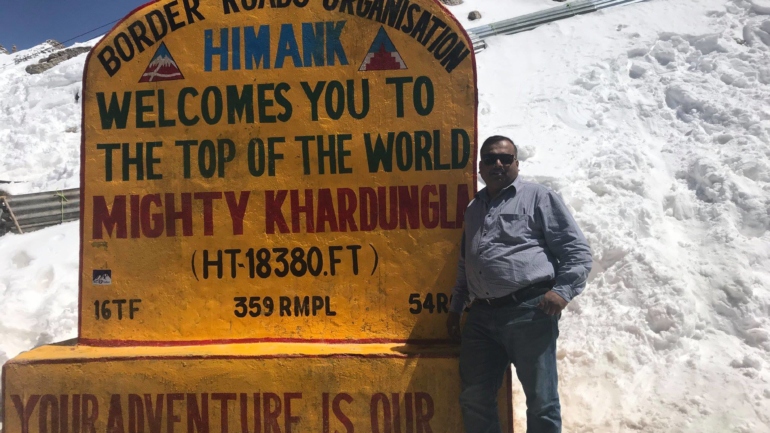 BORDER ROADS ORGANISATION
HIMANK
WELCOMES YOU TO
THE TOP OF THE WORLD
MIGHTY KHARDUNGLA
(HT-18380.FT)
16TF 359 RMPL 54R
YOUR ADVENTURE IS OUR